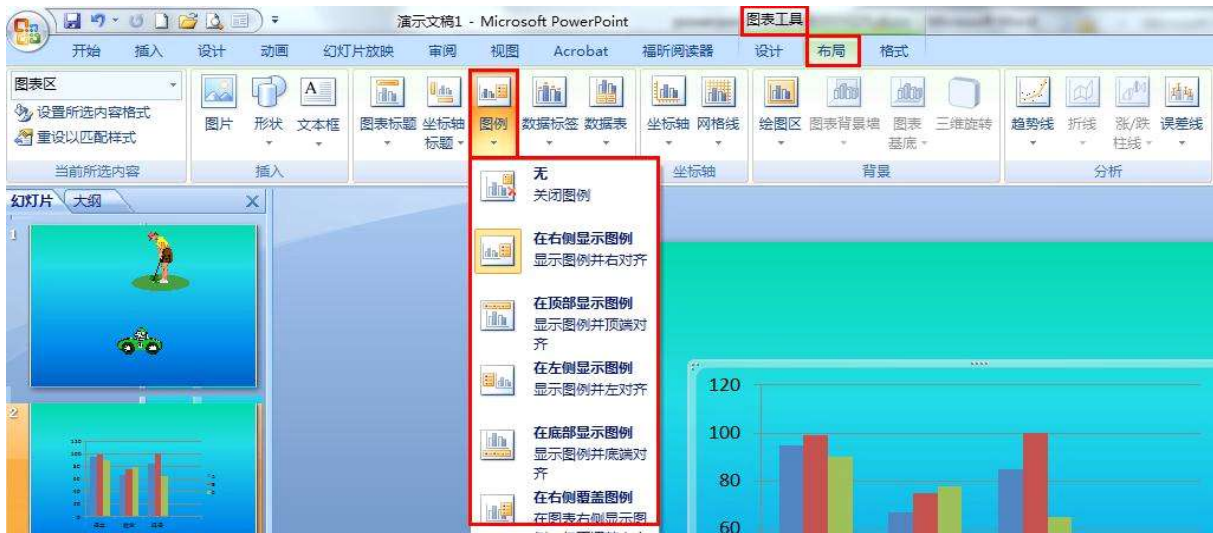 演示文稿1 - Microsoft PowerPoint
图表工具
开始 插入 设计 动画 幻灯片放映 审阅 视图 Acrobat 福昕阅读器 设计 布局 格式
图表区
设置所选内容格式
重设以匹配样式
图片 形状 文本框 图表标题 坐标轴标题 图例 数据标签 数据表 坐标轴 网格线 绘图区 图表背景墙 图表基底 三维旋转 趋势线 折线 涨/跌柱线 误差线
当前所选内容 插入 坐标轴 背景 分析
幻灯片 大纲
无
关闭图例
在右侧显示图例
显示图例并右对齐
在顶部显示图例
显示图例并顶端对
齐
在左侧显示图例
显示图例并左对齐
在底部显示图例
显示图例并底端对
齐
在右侧覆盖图例
在图表右侧显示图
1
2
120
100
80
60